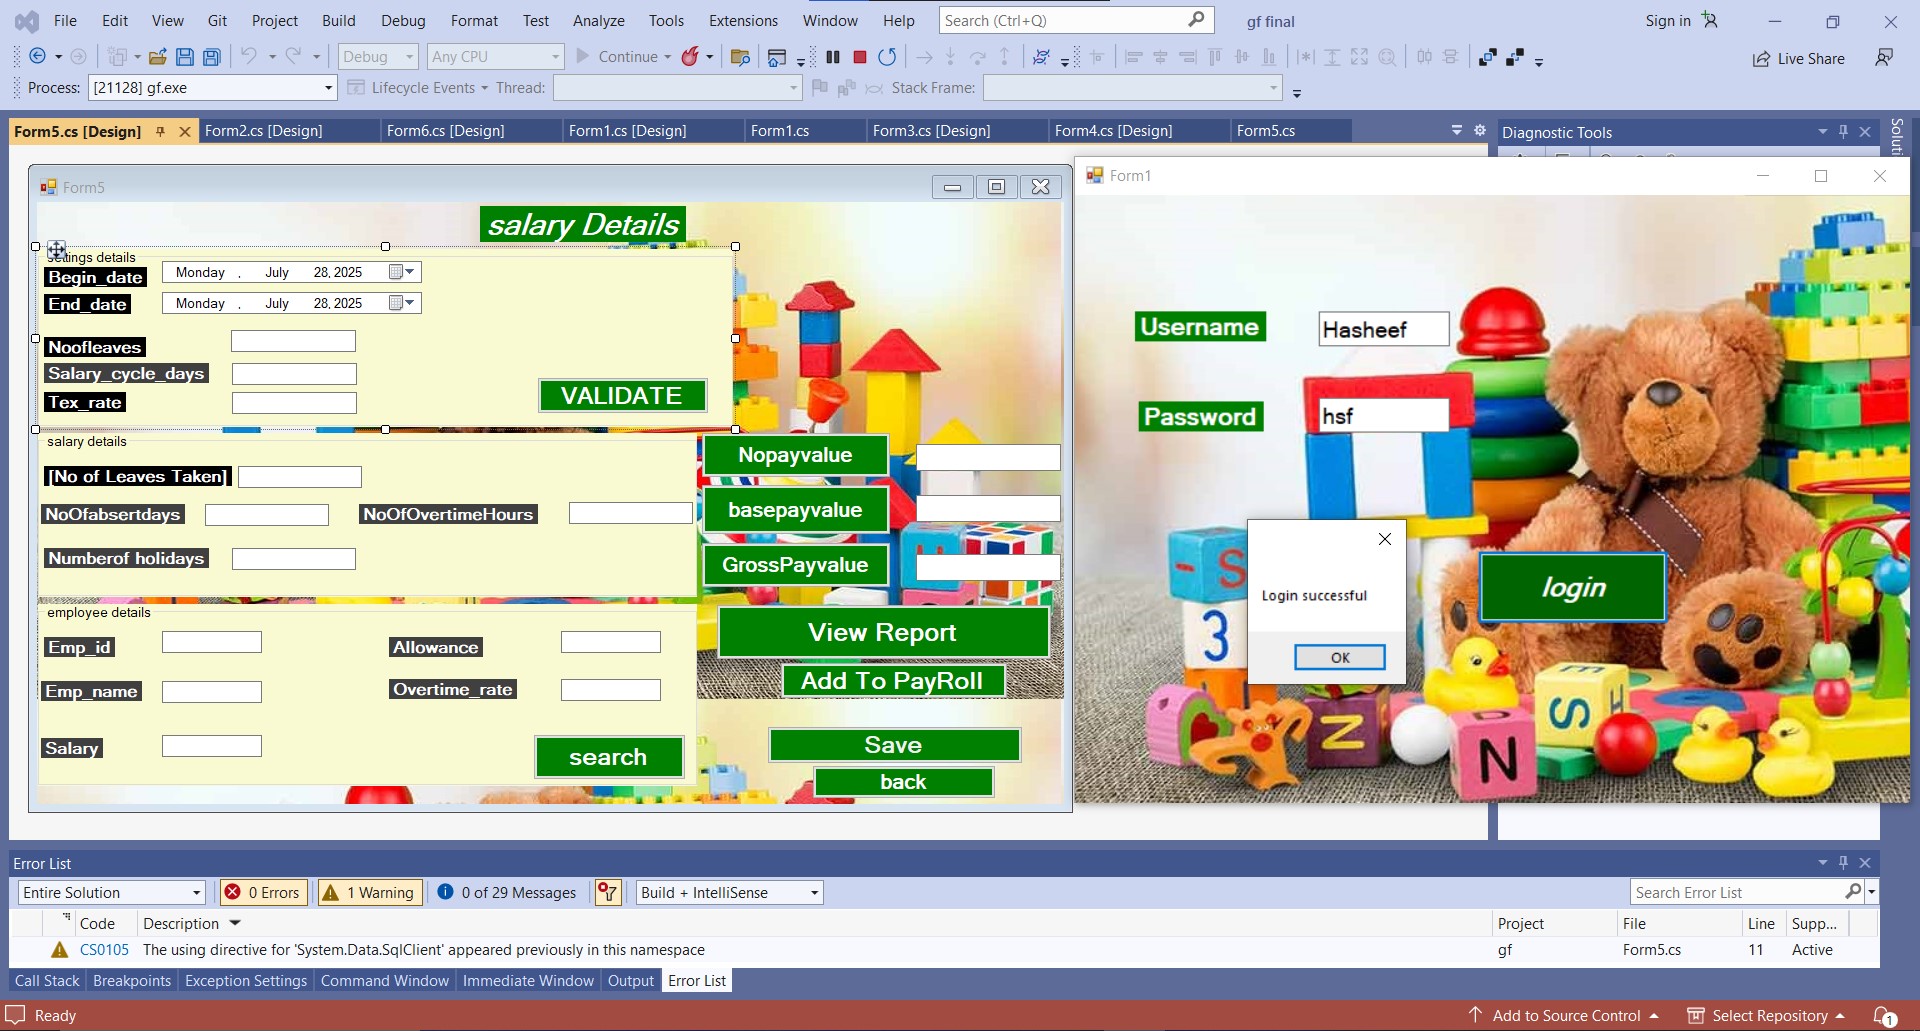 File Edit View Git Project Build Debug Format Test Analyze Tools Extensions Window Help Search (Ctrl+Q) gf final Sign in
Debug Any CPU Continue Live Share
Process: [21128] gf.exe Lifecycle Events Thread: Stack Frame:
Form5.cs [Design] Form2.cs [Design] Form6.cs [Design] Form1.cs [Design] Form1.cs Form3.cs [Design] Form4.cs [Design] Form5.cs Diagnostic Tools
Form5
salary Details
settings details
Begin_date Monday , July 28, 2025
End_date Monday , July 28, 2025
Noofleaves
Salary_cycle_days
Tex_rate
VALIDATE
salary details
[No of Leaves Taken]
NoOfabsertdays NoOfOvertimeHours
Numberof holidays
Nopayvalue
basepayvalue
GrossPayvalue
employee details
Emp_id Allowance
Emp_name Overtime_rate
Salary
search
View Report
Add To PayRoll
Save
back
Form1
Username Hasheef
Password hsf
login
Login successful
OK
S
3
N
D
N
E
S
Error List
Entire Solution 0 Errors 1 Warning 0 of 29 Messages Build + IntelliSense Search Error List
Code Description Project File Line Supp...
CS0105 The using directive for 'System.Data.SqlClient' appeared previously in this namespace gf Form5.cs 11 Active
Call Stack Breakpoints Exception Settings Command Window Immediate Window Output Error List
Ready Add to Source Control Select Repository 1